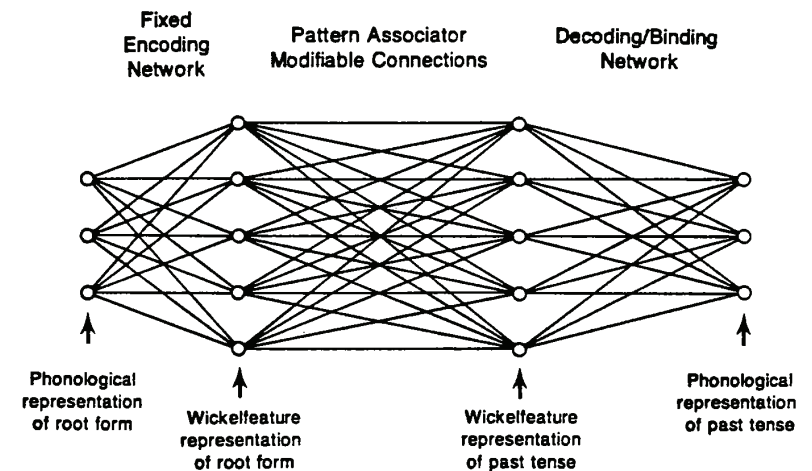 Fixed
Encoding
Network
Pattern Associator
Modifiable Connections
Decoding/Binding
Network
Phonological
representation
of root form
Wickelfeature
representation
of root form
Wickelfeature
representation
of past tense
Phonological
representation
of past tense